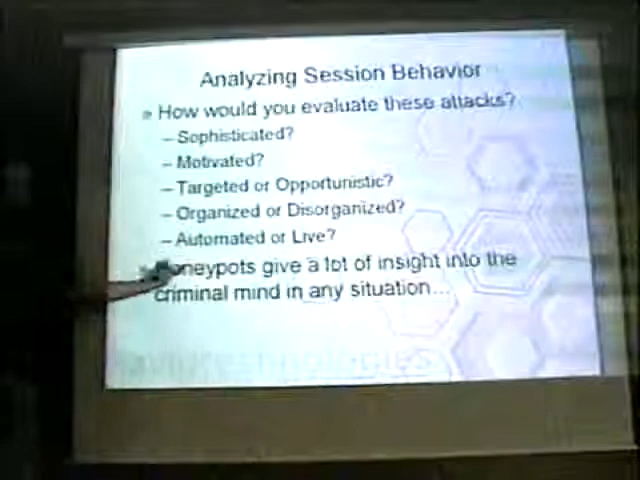 Analyzing Session Behavior
» How would you evaluate these attacks?
– Sophisticated?
– Motivated?
– Targeted or Opportunistic?
– Organized or Disorganized?
– Automated or Live?
Honeypots give a lot of insight into the
criminal mind in any situation...